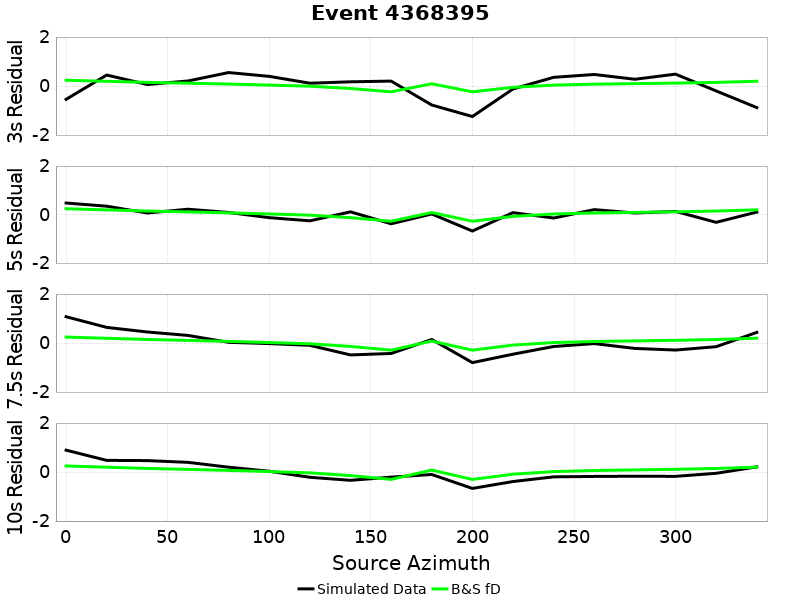 Event 4368395
3s Residual
2
0
-2
5s Residual
2
0
-2
7.5s Residual
2
0
-2
10s Residual
2
0
-2
0 50 100 150 200 250 300
Source Azimuth
Simulated Data B&S fD